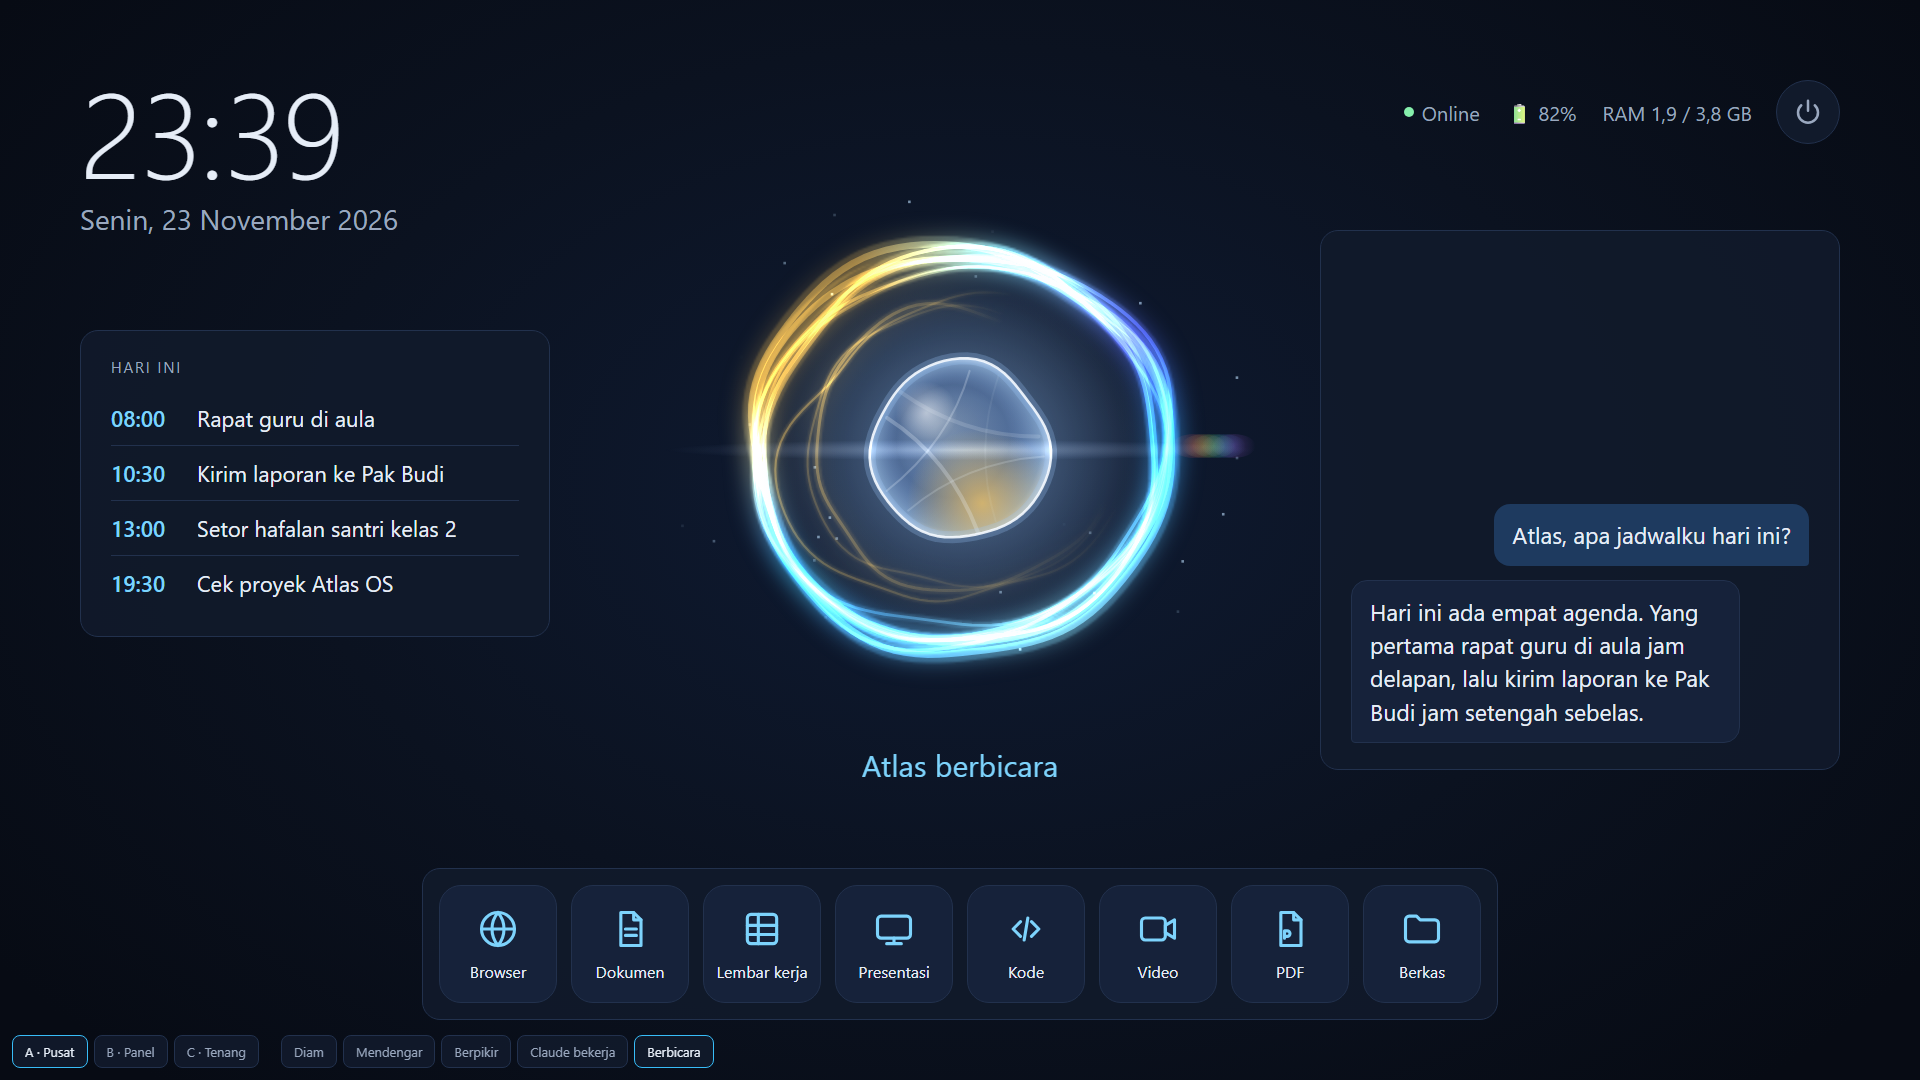 23:39
Senin, 23 November 2026
Online
82%
RAM 1,9 / 3,8 GB
HARI INI
08:00 Rapat guru di aula
10:30 Kirim laporan ke Pak Budi
13:00 Setor hafalan santri kelas 2
19:30 Cek proyek Atlas OS
Atlas, apa jadwalku hari ini?
Hari ini ada empat agenda. Yang
pertama rapat guru di aula jam
delapan, lalu kirim laporan ke Pak
Budi jam setengah sebelas.
Atlas berbicara
Browser
Dokumen
Lembar kerja
Presentasi
Kode
Video
PDF
Berkas
A · Pusat
B · Panel
C · Tenang
Diam
Mendengar
Berpikir
Claude bekerja
Berbicara